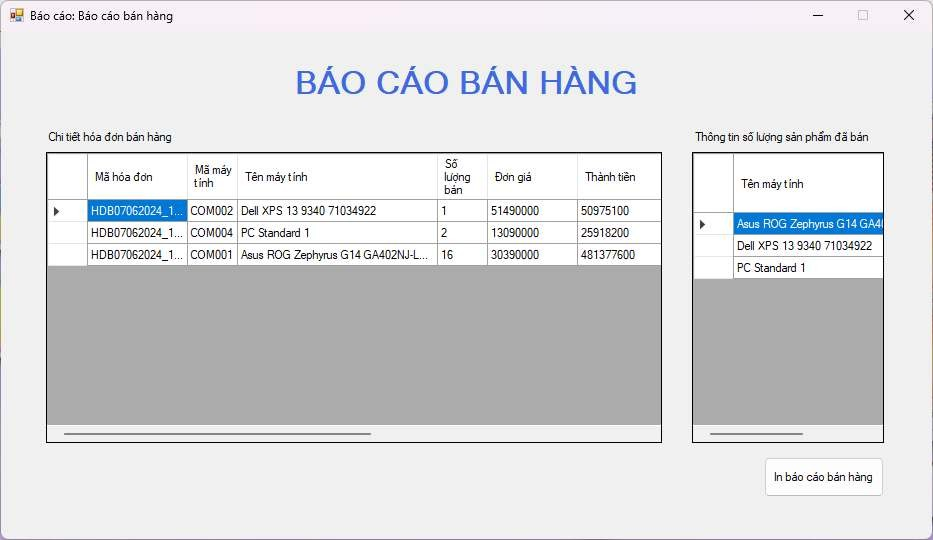 Báo cáo: Báo cáo bán hàng
BÁO CÁO BÁN HÀNG
Chi tiết hóa đơn bán hàng
Mã hóa đơn Mã máy tính Tên máy tính Số lượng bán Đơn giá Thành tiền
HDB07062024_1... COM002 Dell XPS 13 9340 71034922 1 51490000 50975100
HDB07062024_1... COM004 PC Standard 1 2 13090000 25918200
HDB07062024_1... COM001 Asus ROG Zephyrus G14 GA402NJ-L... 16 30390000 481377600
Thông tin số lượng sản phẩm đã bán
Tên máy tính
Asus ROG Zephyrus G14 GA40
Dell XPS 13 9340 71034922
PC Standard 1
In báo cáo bán hàng